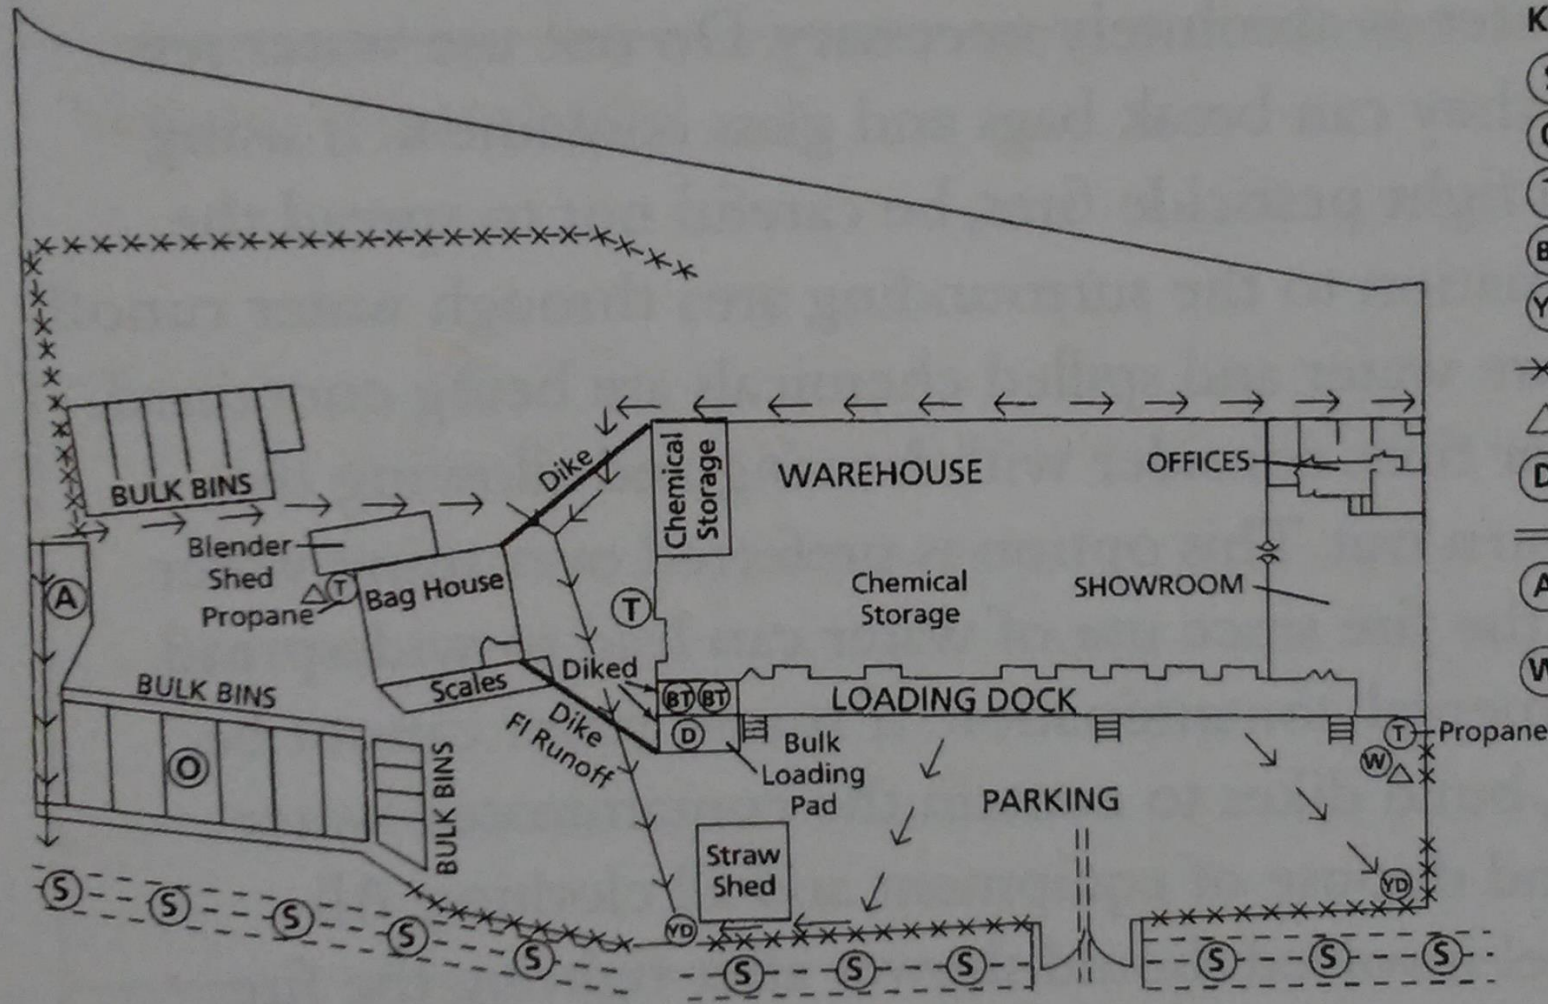 K
BULK BINS
Blender
Shed
Propane
T
A
Dike
Bag House
Scales
Chemical
Storage
WAREHOUSE
OFFICES
Chemical
Storage
SHOWROOM
T
Diked
BT BT
D
LOADING DOCK
Dike
FI Runoff
Bulk
Loading
Pad
PARKING
T
Propane
W
BULK BINS
O
BULK BINS
Straw
Shed
YD
YD
S
S
S
S
S
S
S
S
S
S
S
B
Y
D
A
W